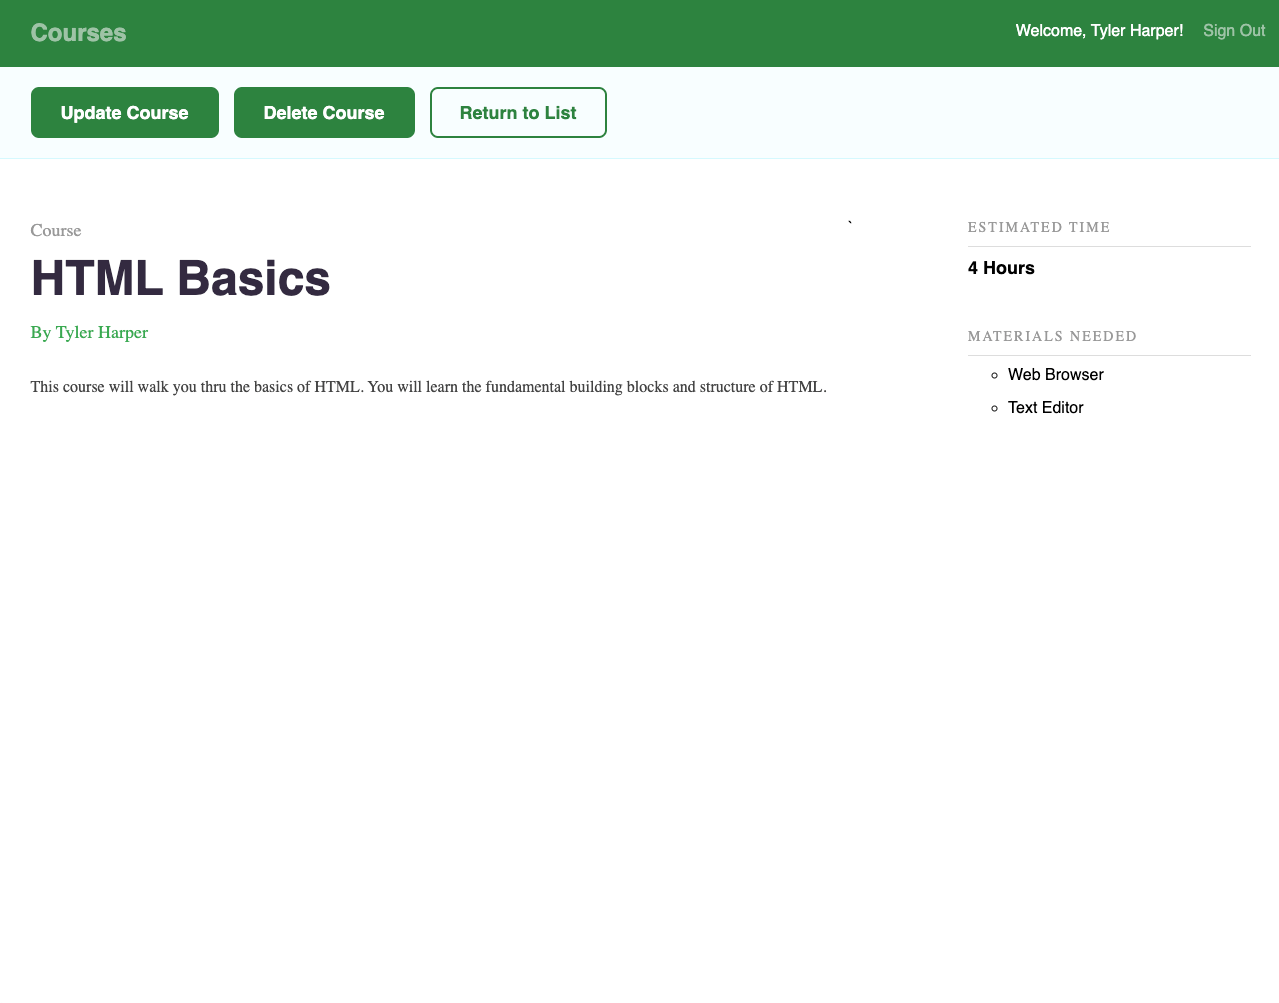 Courses
Welcome, Tyler Harper! Sign Out
Update Course Delete Course Return to List
Course
HTML Basics
By Tyler Harper
This course will walk you thru the basics of HTML. You will learn the fundamental building blocks and structure of HTML.
`
ESTIMATED TIME
4 Hours
MATERIALS NEEDED
Web Browser
Text Editor